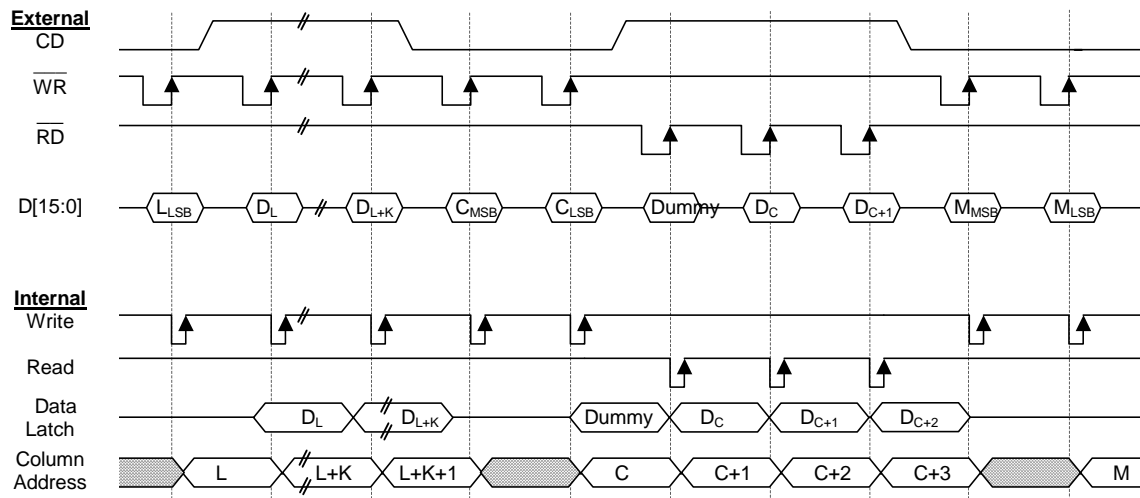 External
CD
WR
RD
D[15:0] LLSB DL DL+K CMSB CLSB Dummy DC DC+1 MMSB MLSB
Internal
Write
Read
Data Latch DL DL+K Dummy DC DC+1 DC+2
Column Address L L+K L+K+1 C C+1 C+2 C+3 M